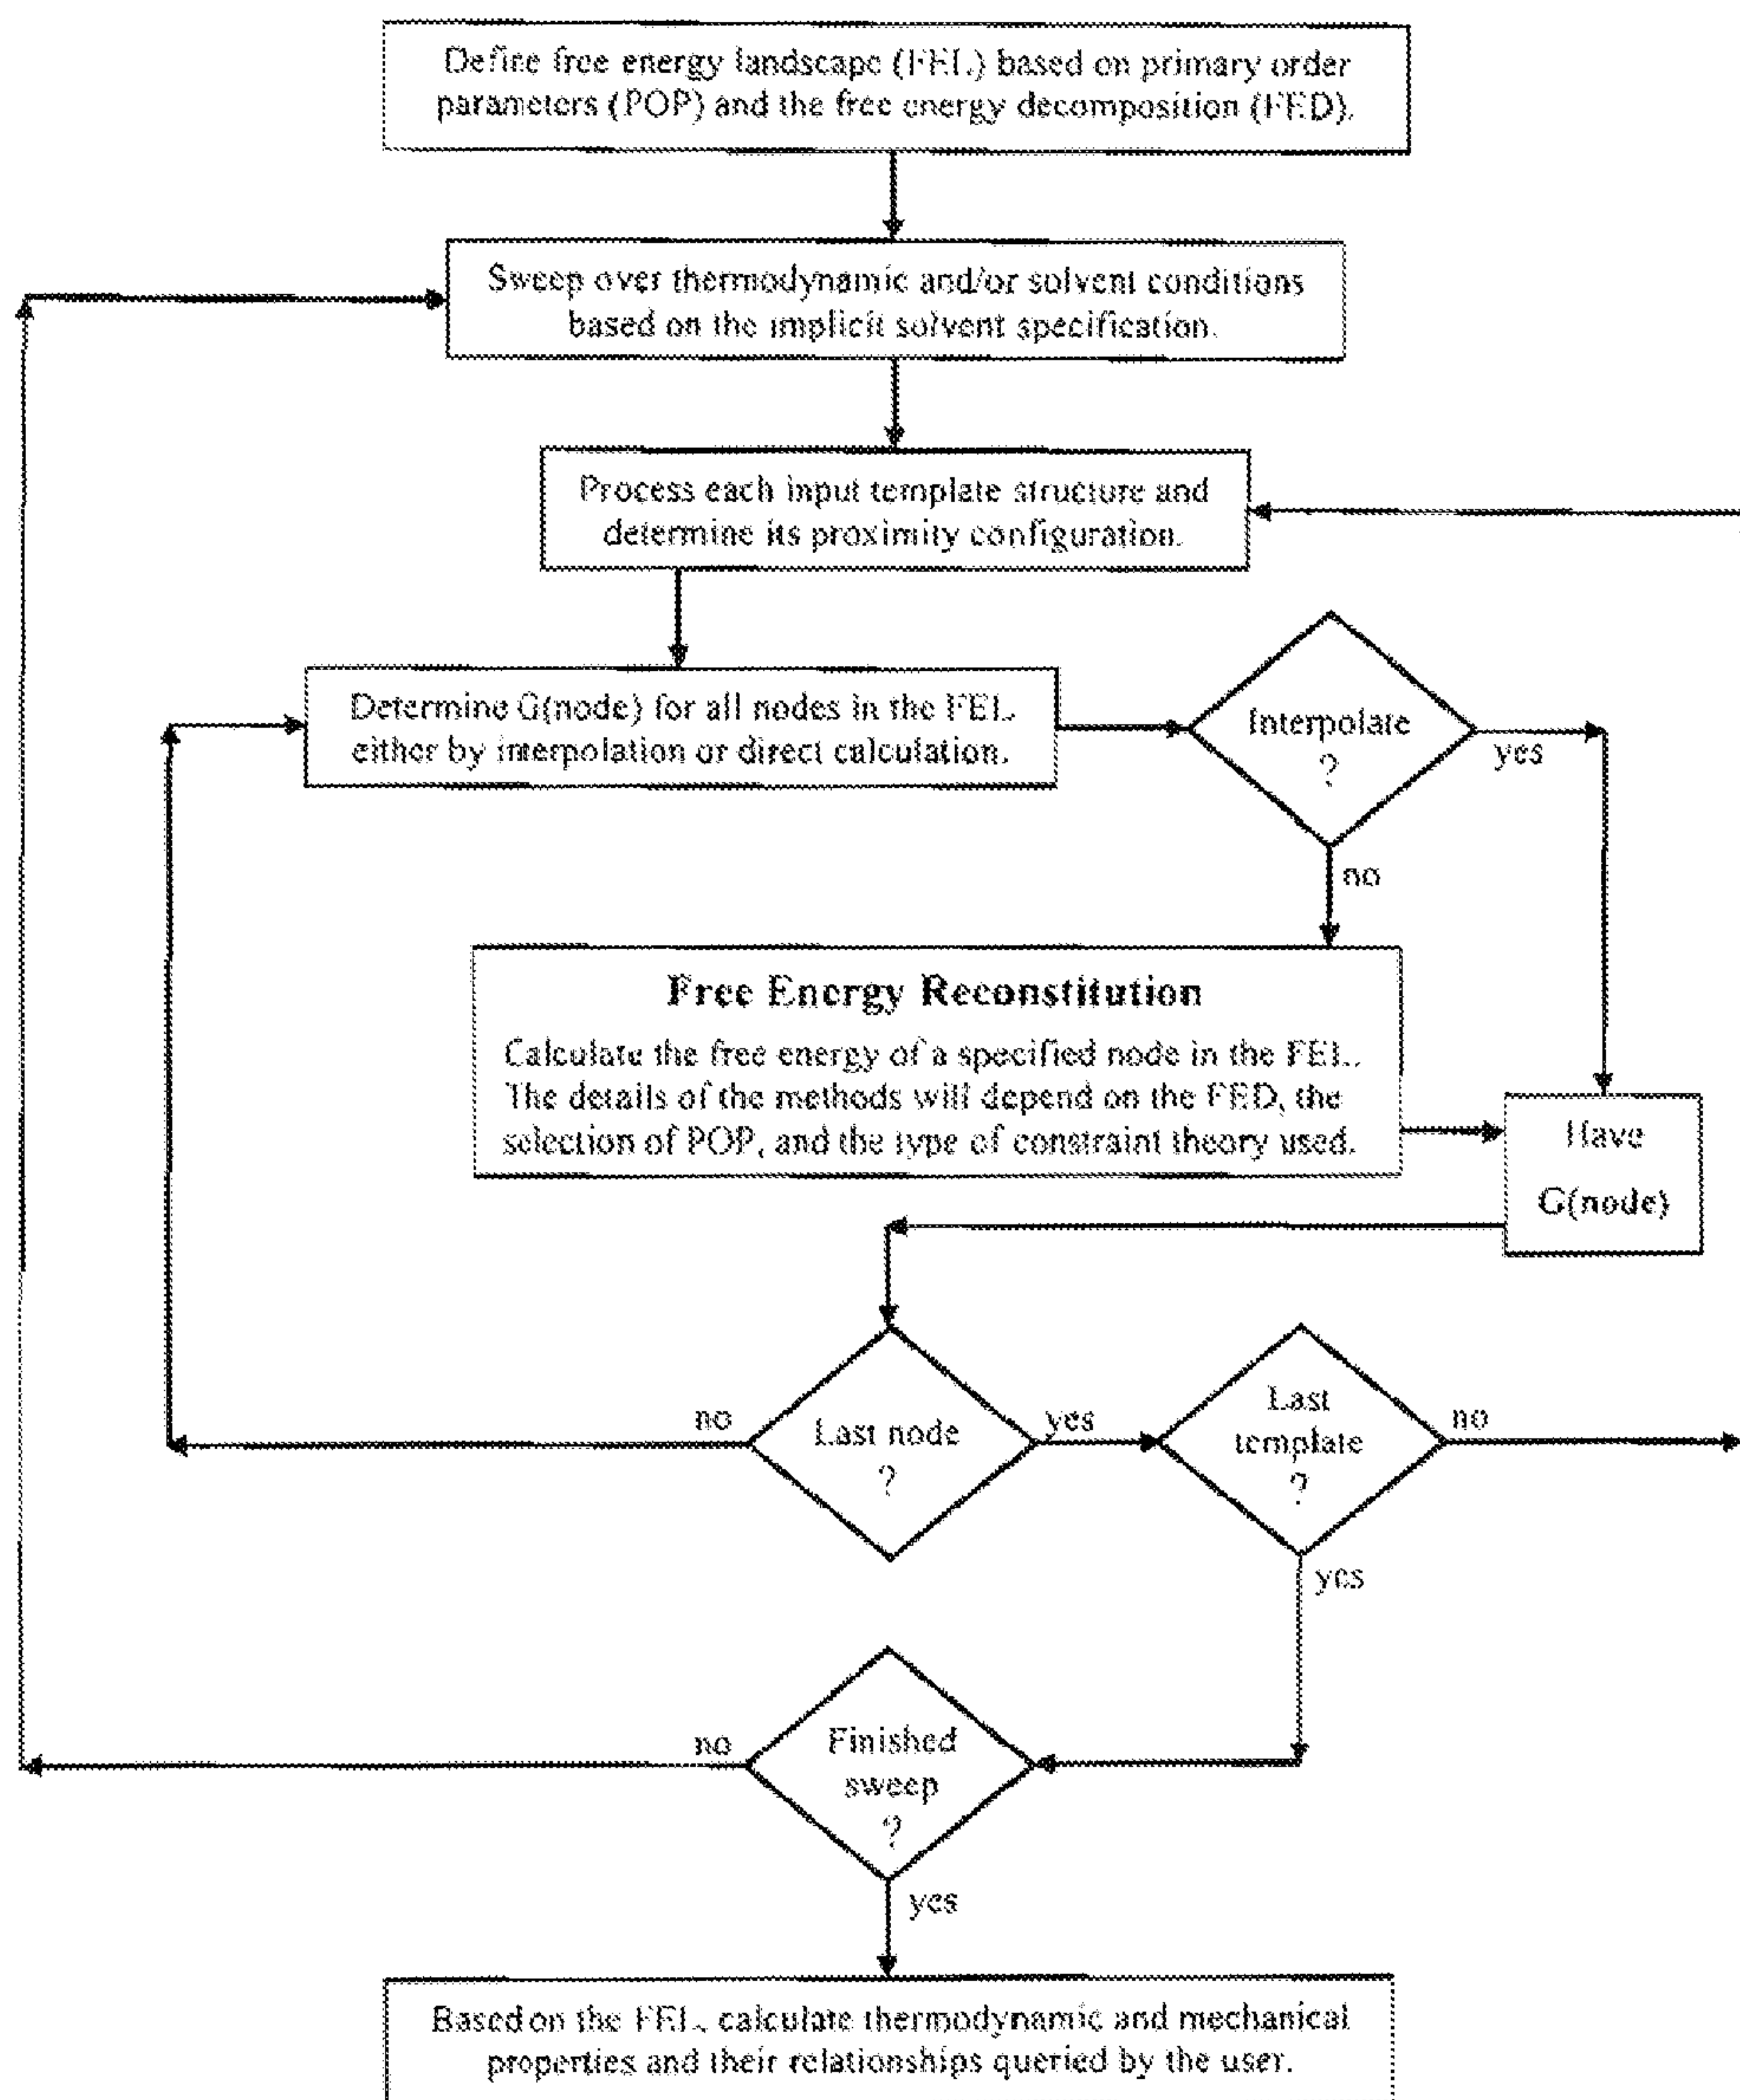 Define free energy landscape (FEL) based on primary order
parameters (POP) and the free energy decomposition (FED).
Sweep over thermodynamic and/or solvent conditions
based on the implicit solvent specification.
Process each input template structure and
determine its proximity configuration.
Determine G(node) for all nodes in the FEL
either by interpolation or direct calculation.
Interpolate
?
yes
no
Free Energy Reconstitution
Calculate the free energy of a specified node in the FEL.
The details of the methods will depend on the FED, the
selection of POP, and the type of constraint theory used.
Have
G(node)
no
Last node
?
yes
Last
template
?
no
yes
no
Finished
sweep
?
yes
Based on the FEL, calculate thermodynamic and mechanical
properties and their relationships queried by the user.